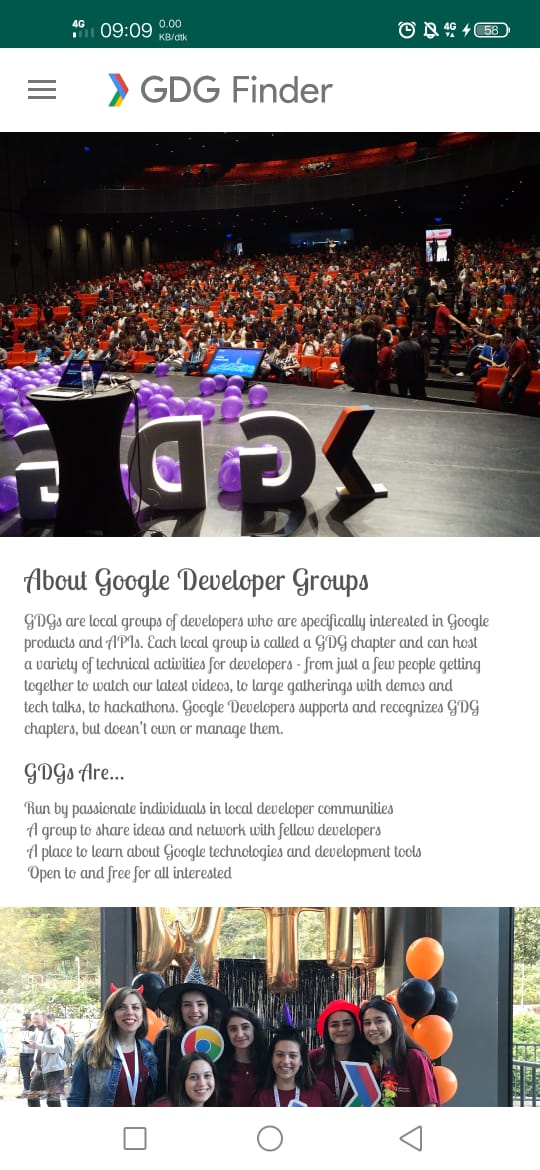 4G 09:09 0.00 KB/dtk 4G 58
GDG Finder
GDG
About Google Developer Groups
GDGs are local groups of developers who are specifically interested in Google
products and APIs. Each local group is called a GDG chapter and can host
a variety of technical activities for developers - from just a few people getting
together to watch our latest videos, to large gatherings with demos and
tech talks, to hackathons. Google Developers supports and recognizes GDG
chapters, but doesn't own or manage them.
GDGs Are...
Run by passionate individuals in local developer communities
A group to share ideas and network with fellow developers
A place to learn about Google technologies and development tools
Open to and free for all interested